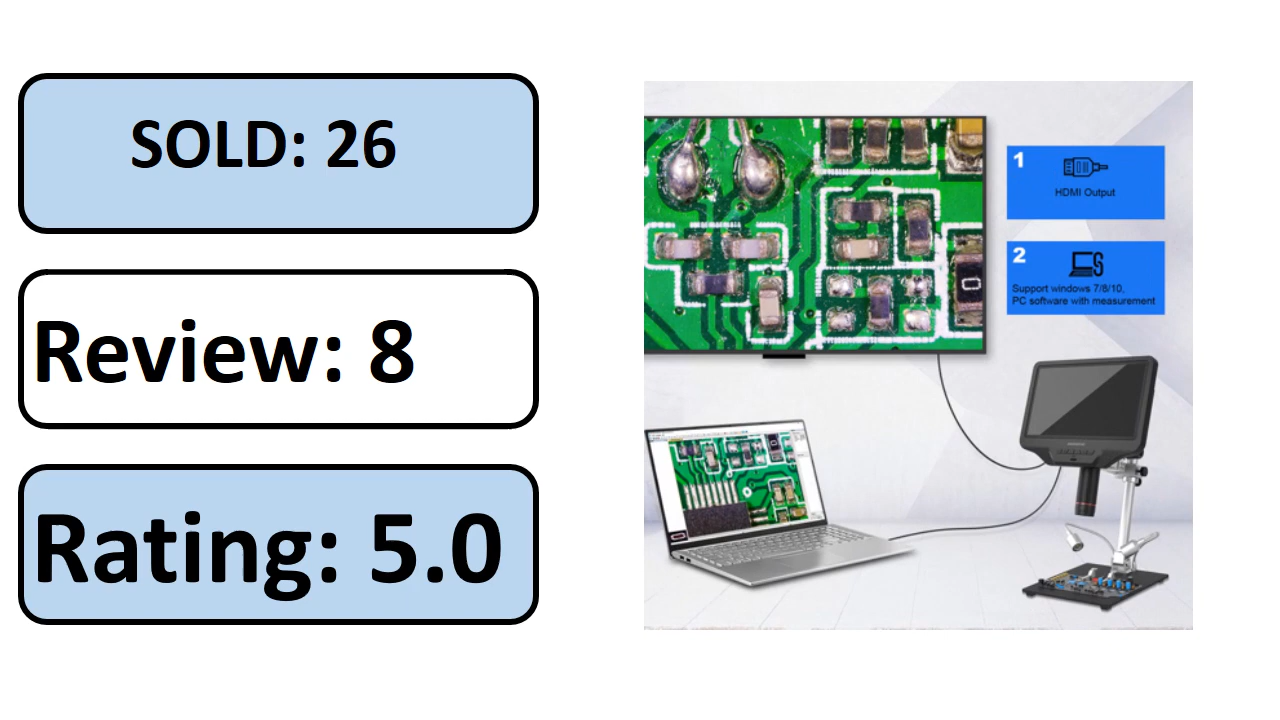 SOLD: 26
Review: 8
Rating: 5.0
1
HDMI Output
2
Support windows 7/8/10,
PC software with measurement